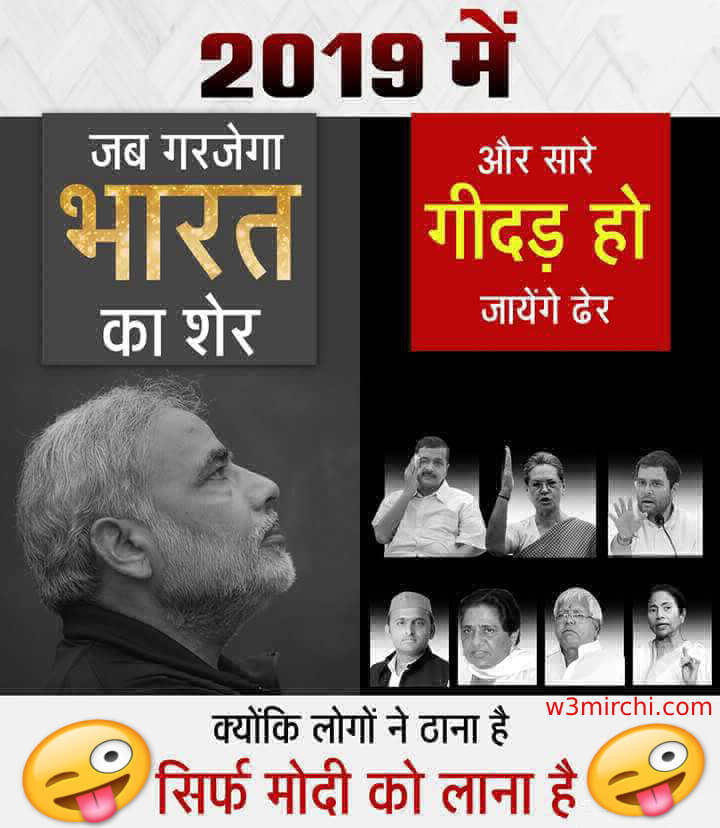 2019 में
जब गरजेगा
भारत
का शेर
और सारे
गीदड़ हो
जायेंगे ढेर
w3mirchi.com
क्योंकि लोगों ने ठाना है
सिर्फ मोदी को लाना है